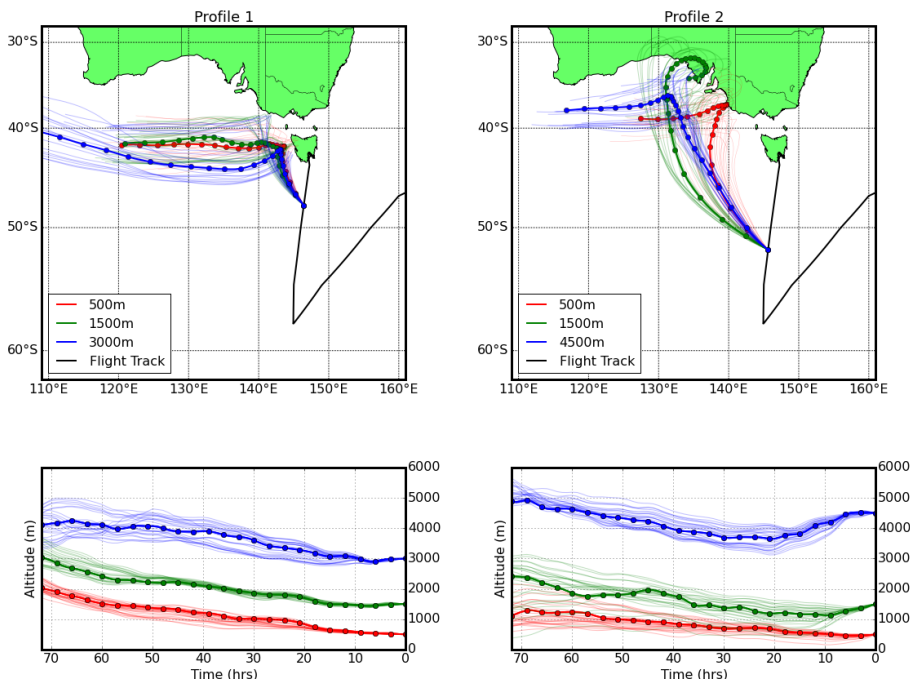 Profile 1
30°S
40°S
50°S
60°S
500m
1500m
3000m
Flight Track
110°E 120°E 130°E 140°E 150°E 160°E
Profile 2
30°S
40°S
50°S
60°S
500m
1500m
4500m
Flight Track
110°E 120°E 130°E 140°E 150°E 160°E
Altitude (m)
6000
5000
4000
3000
2000
1000
0
70 60 50 40 30 20 10 0
Time (hrs)
Altitude (m)
6000
5000
4000
3000
2000
1000
0
70 60 50 40 30 20 10 0
Time (hrs)